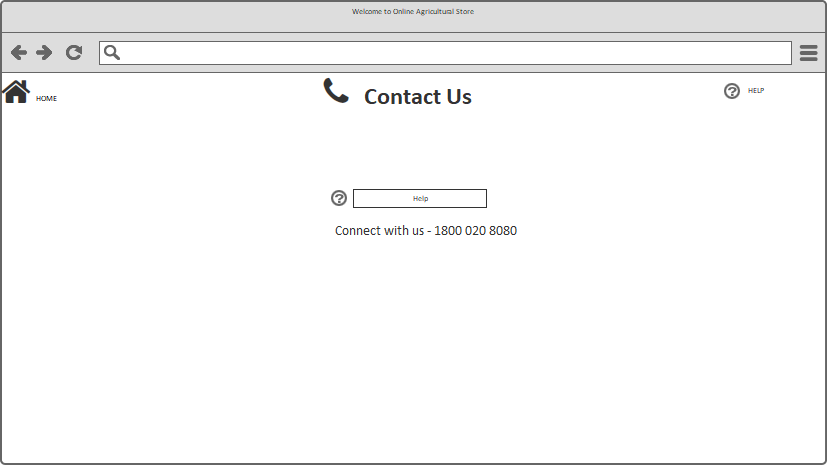 Welcome to Online Agricultural Store
HOME
Contact Us
HELP
Help
Connect with us - 1800 020 8080